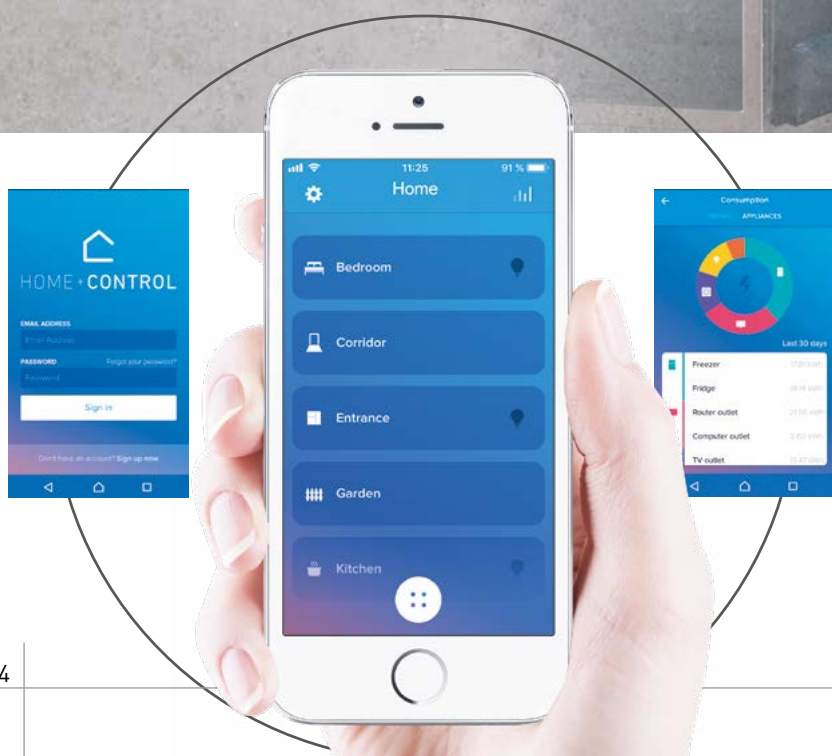 HOME + CONTROL
EMAIL ADDRESS
Email Address
PASSWORD
Forgot your password?
Password
Sign in
Don't have an account? Sign up now
11:25
91 %
Home
Bedroom
Corridor
Entrance
Garden
Kitchen
Consumption
APPLIANCES
Last 30 days
Freezer
Fridge
Router outlet
Computer outlet
TV outlet
4